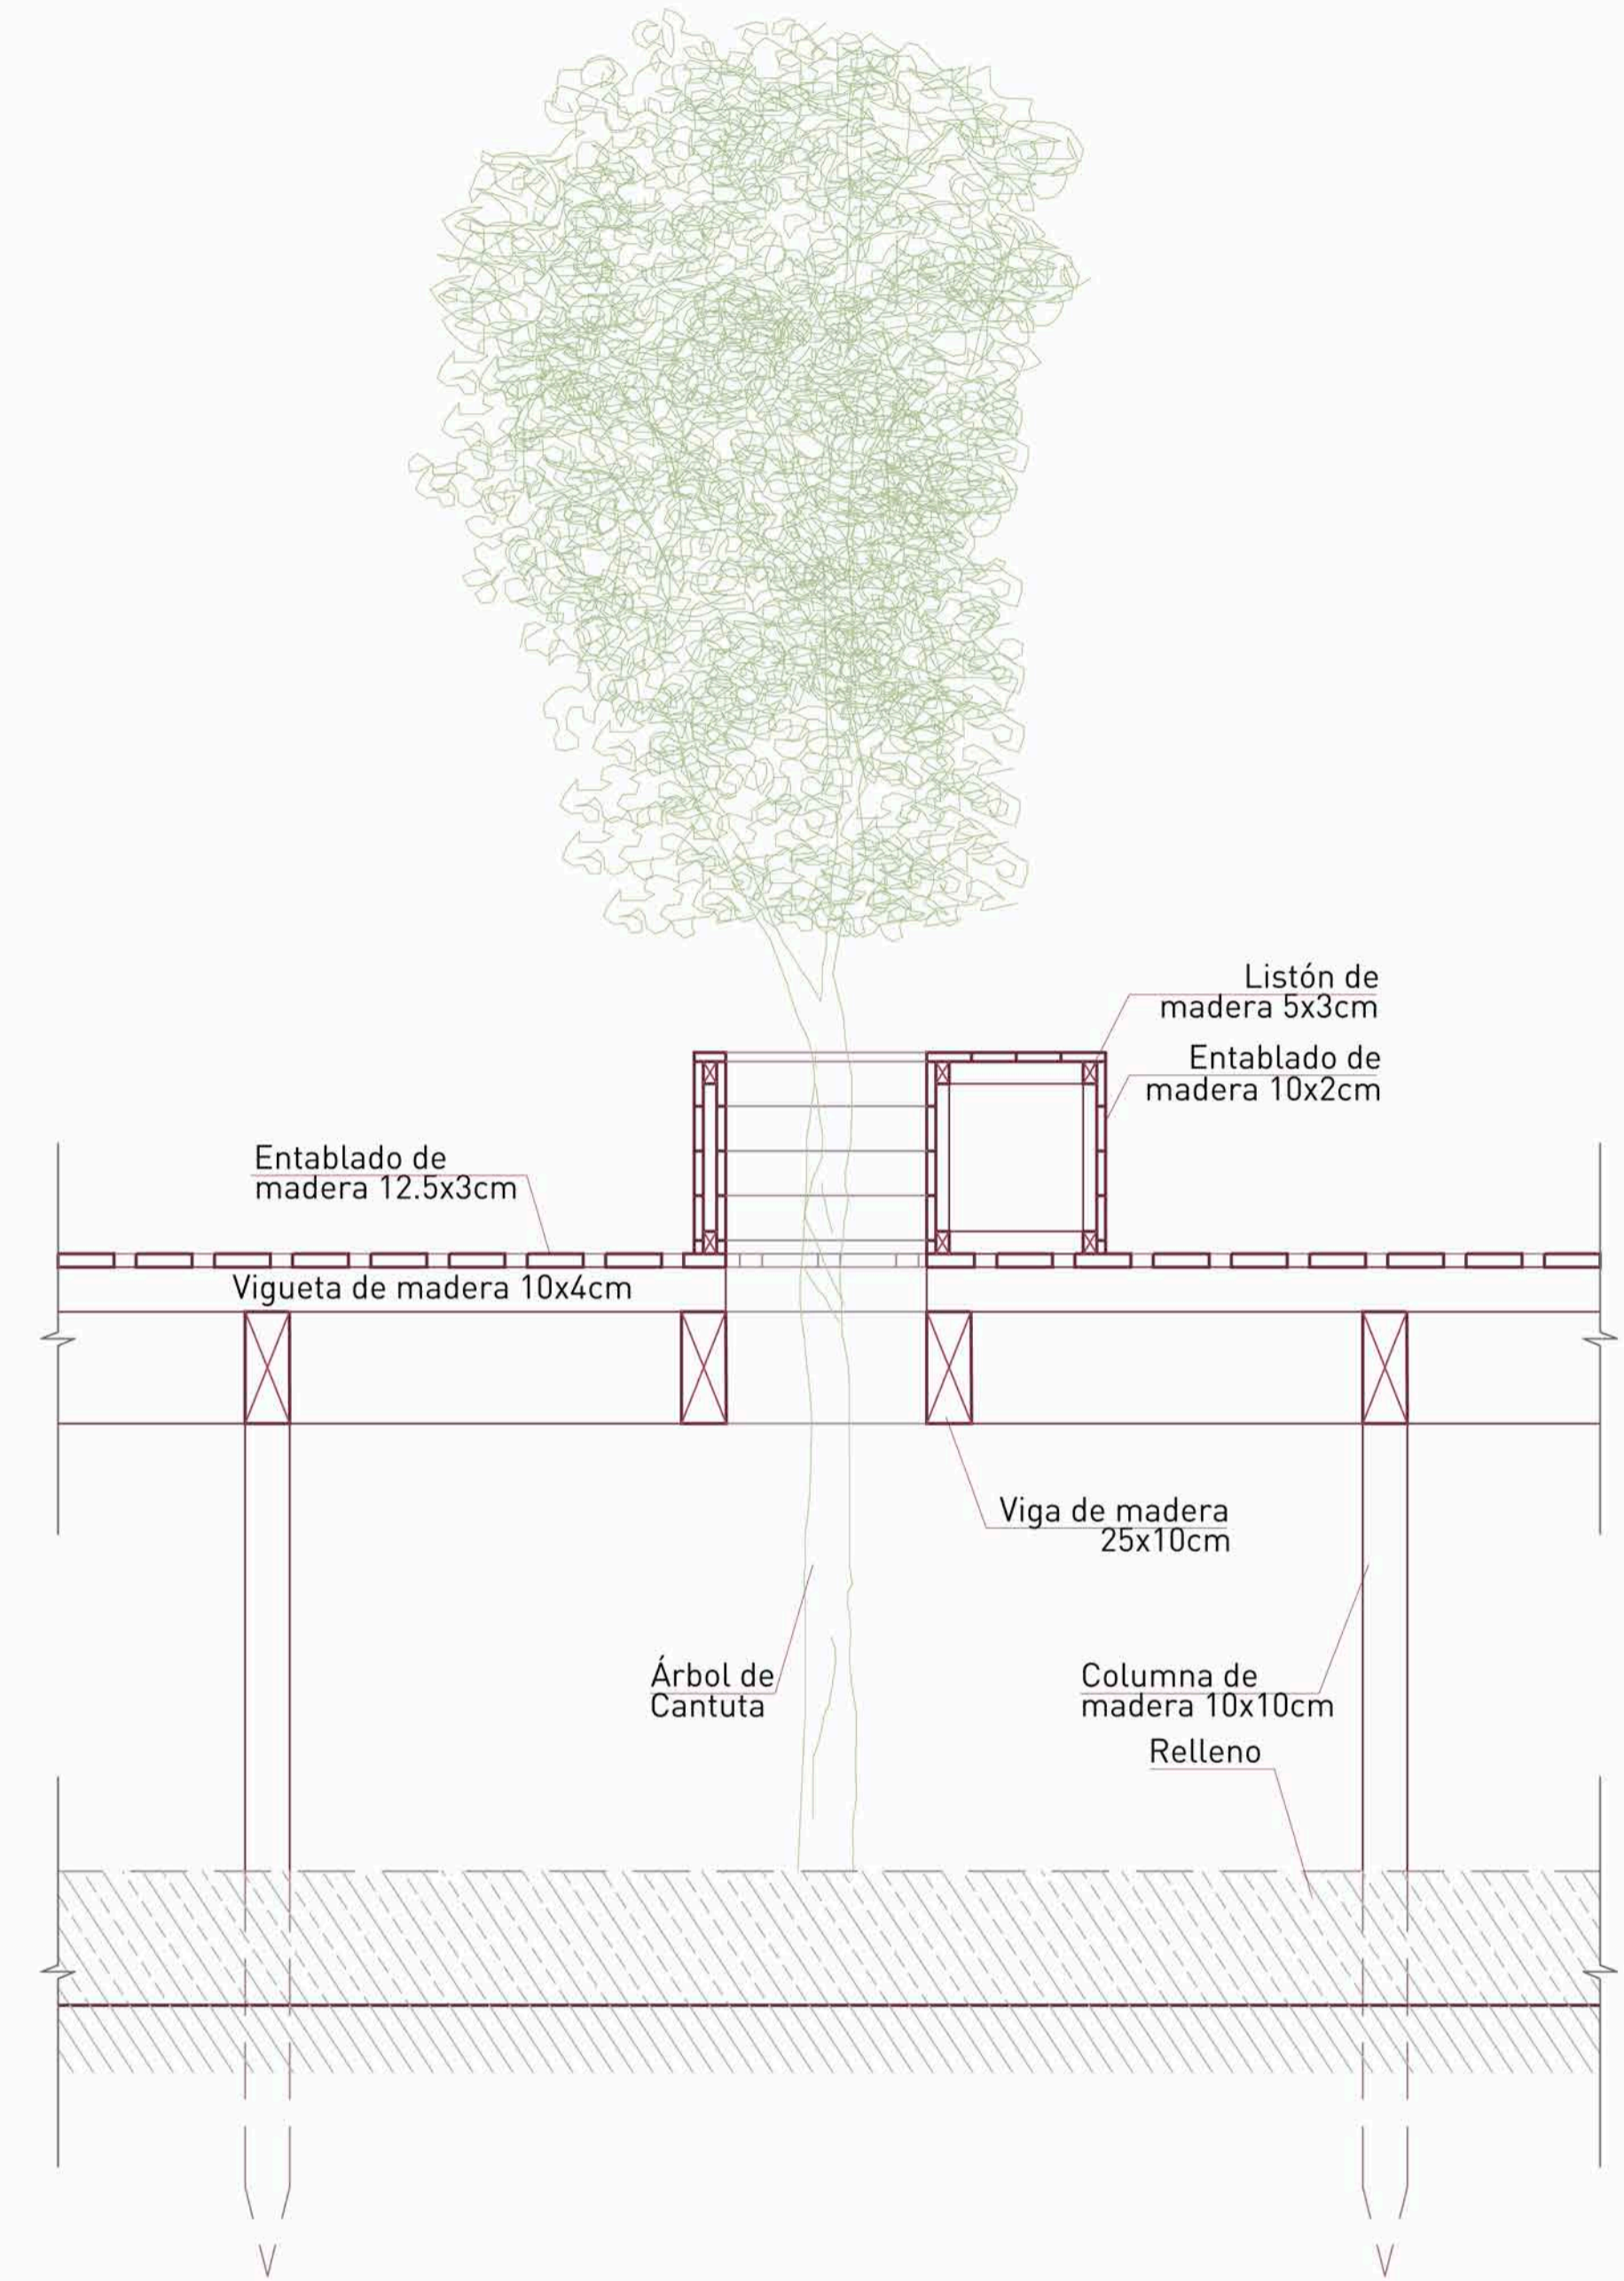 Listón de
madera 5x3cm
Entablado de
madera 10x2cm
Entablado de
madera 12.5x3cm
Vigueta de madera 10x4cm
Viga de madera
25x10cm
Árbol de
Cantuta
Columna de
madera 10x10cm
Relleno